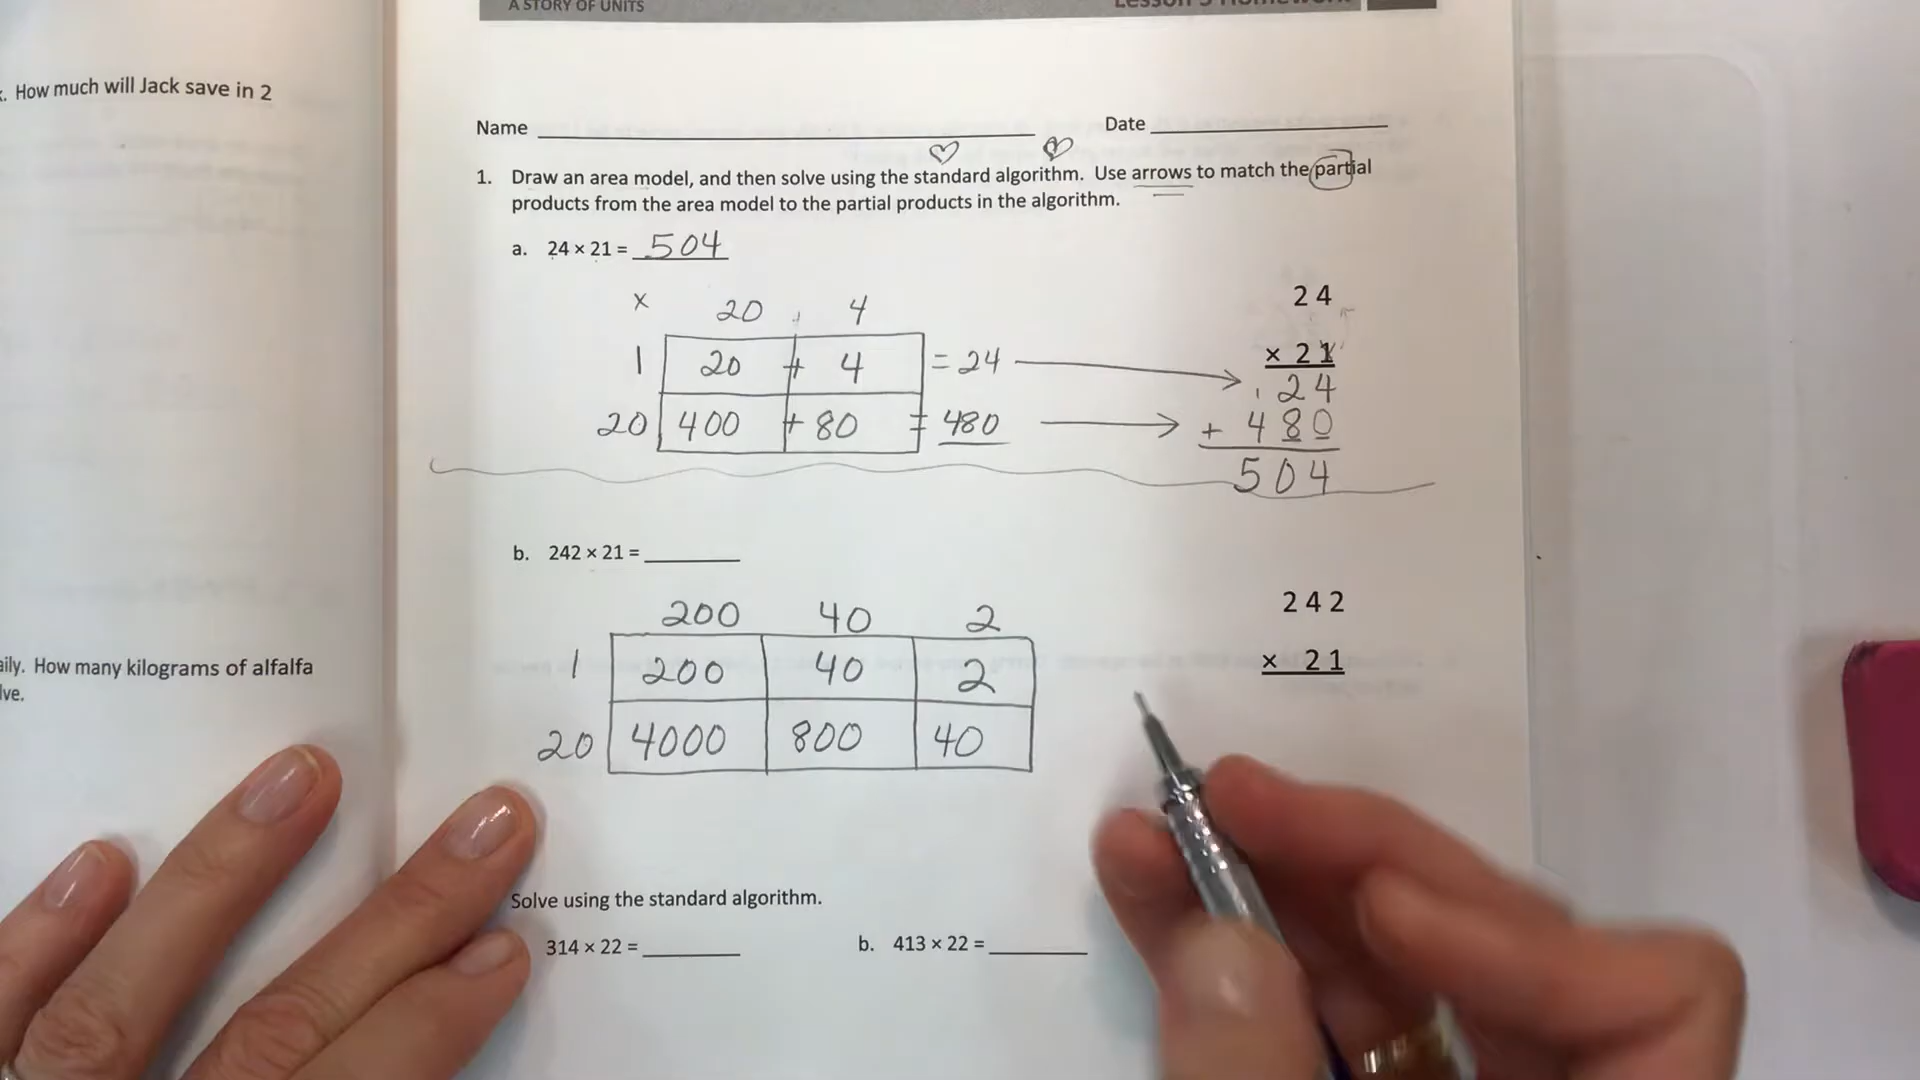 A STORY OF UNITS
Lesson 5 Homework
. How much will Jack save in 2
Name
Date
1. Draw an area model, and then solve using the standard algorithm. Use arrows to match the partial
products from the area model to the partial products in the algorithm.
a. 24 × 21 = 504
x 20 + 4
1 20 + 4 = 24
20 400 + 80 = 480
24
× 21
24
+ 480
504
b. 242 × 21 =
200 40 2
1 200 40 2
20 4000 800 40
242
× 21
aily. How many kilograms of alfalfa
lve.
Solve using the standard algorithm.
314 × 22 =
b. 413 × 22 =